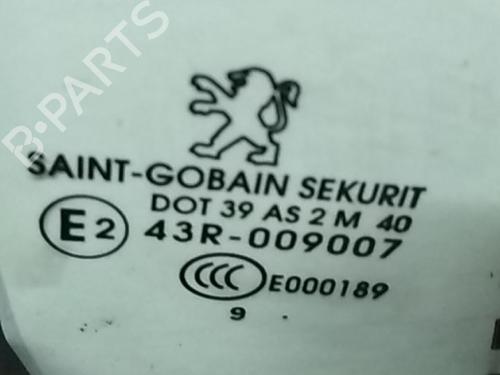 B-PARTS
SAINT-GOBAIN SEKURIT
DOT 39 AS 2 M 40
E2 43R-009007
CCC E000189
9 .